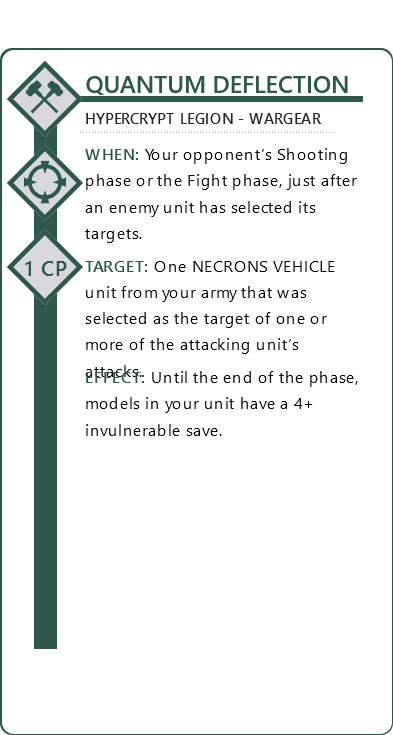 QUANTUM DEFLECTION
HYPERCRYPT LEGION - WARGEAR
WHEN: Your opponent's Shooting
phase or the Fight phase, just after
an enemy unit has selected its
targets.
1 CP
TARGET: One NECRONS VEHICLE
unit from your army that was
selected as the target of one or
more of the attacking unit's
attacks.
EFFECT: Until the end of the phase,
models in your unit have a 4+
invulnerable save.